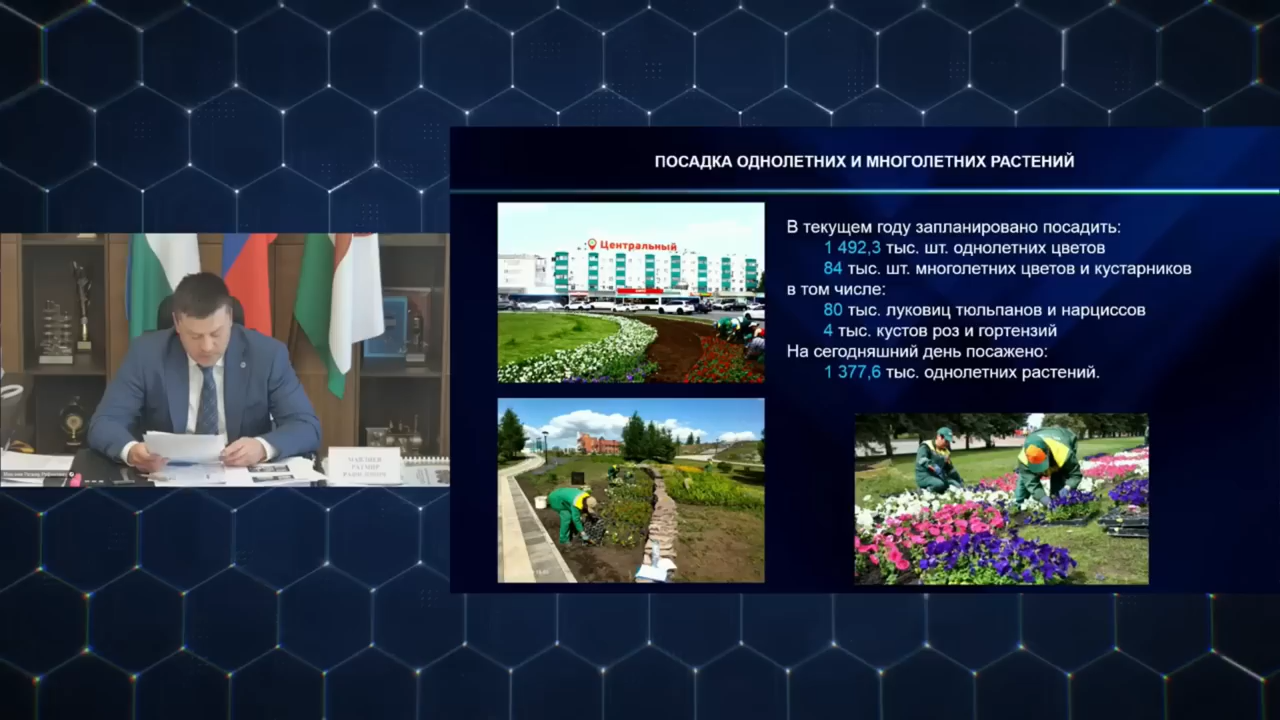 ПОСАДКА ОДНОЛЕТНИХ И МНОГОЛЕТНИХ РАСТЕНИЙ
Центральный
В текущем году запланировано посадить:
1 492,3 тыс. шт. однолетних цветов
84 тыс. шт. многолетних цветов и кустарников
в том числе:
80 тыс. луковиц тюльпанов и нарциссов
4 тыс. кустов роз и гортензий
На сегодняшний день посажено:
1 377,6 тыс. однолетних растений.
МАВЛИЕВ
РАТМИР